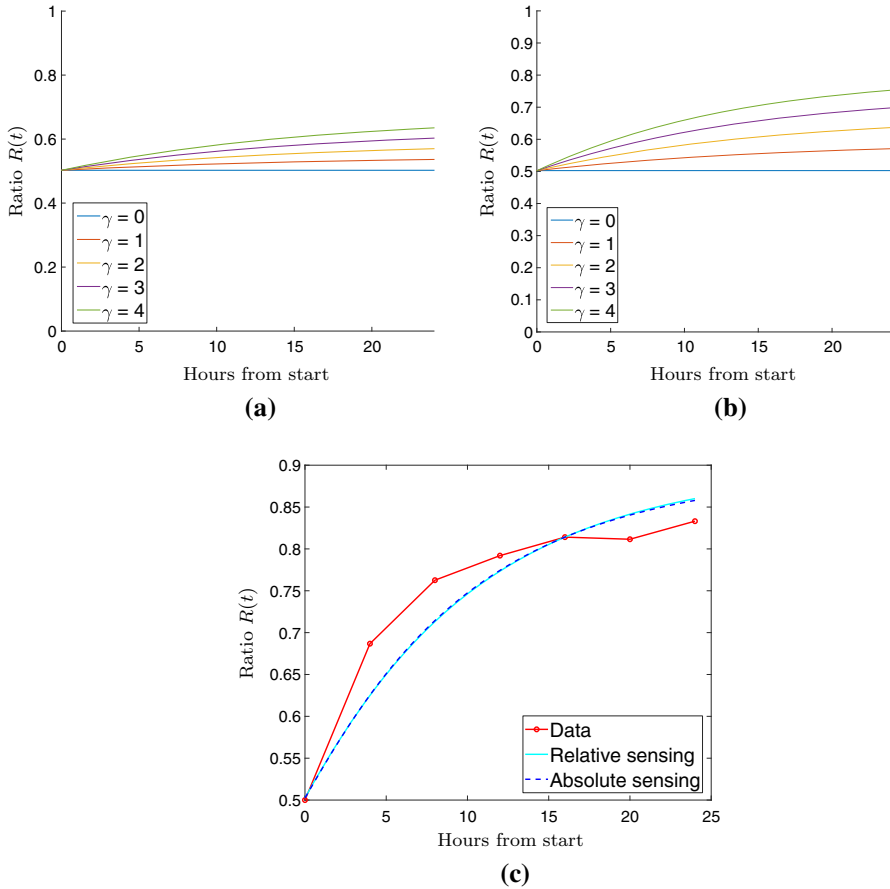 1
0.8
0.6
0.4
0.2
0
Ratio R(t)
γ = 0
γ = 1
γ = 2
γ = 3
γ = 4
0 5 10 15 20
Hours from start
(a)
1
0.9
0.8
0.7
0.6
0.5
0.4
0.3
0.2
0.1
0
Ratio R(t)
γ = 0
γ = 1
γ = 2
γ = 3
γ = 4
0 5 10 15 20
Hours from start
(b)
0.9
0.85
0.8
0.75
0.7
0.65
0.6
0.55
0.5
Ratio R(t)
Data
Relative sensing
Absolute sensing
0 5 10 15 20 25
Hours from start
(c)